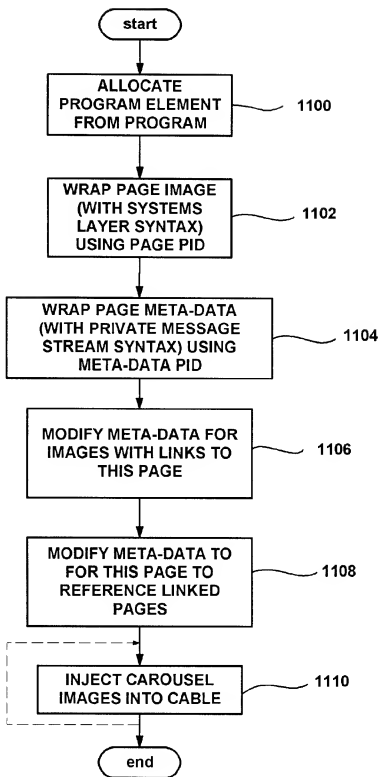 start
ALLOCATE
PROGRAM ELEMENT
FROM PROGRAM
1100
WRAP PAGE IMAGE
(WITH SYSTEMS
LAYER SYNTAX)
USING PAGE PID
1102
WRAP PAGE META-DATA
(WITH PRIVATE MESSAGE
STREAM SYNTAX) USING
META-DATA PID
1104
MODIFY META-DATA FOR
IMAGES WITH LINKS TO
THIS PAGE
1106
MODIFY META-DATA TO
FOR THIS PAGE TO
REFERENCE LINKED
PAGES
1108
INJECT CAROUSEL
IMAGES INTO CABLE
1110
end